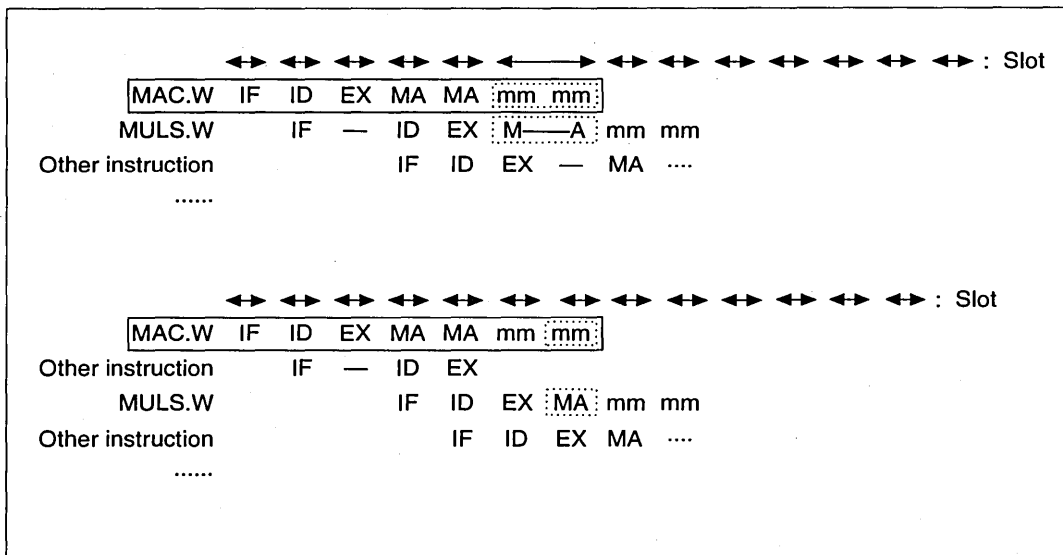 : Slot
MAC.W IF ID EX MA MA mm mm
MULS.W IF — ID EX M——A mm mm
Other instruction IF ID EX — MA ····
······
: Slot
MAC.W IF ID EX MA MA mm mm
Other instruction IF — ID EX
MULS.W IF ID EX MA mm mm
Other instruction IF ID EX MA ····
······